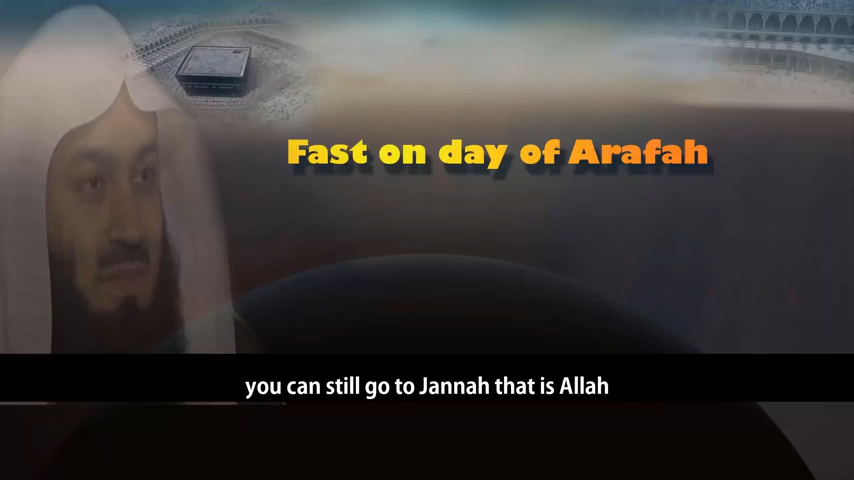 Fast on day of Arafah
you can still go to Jannah that is Allah